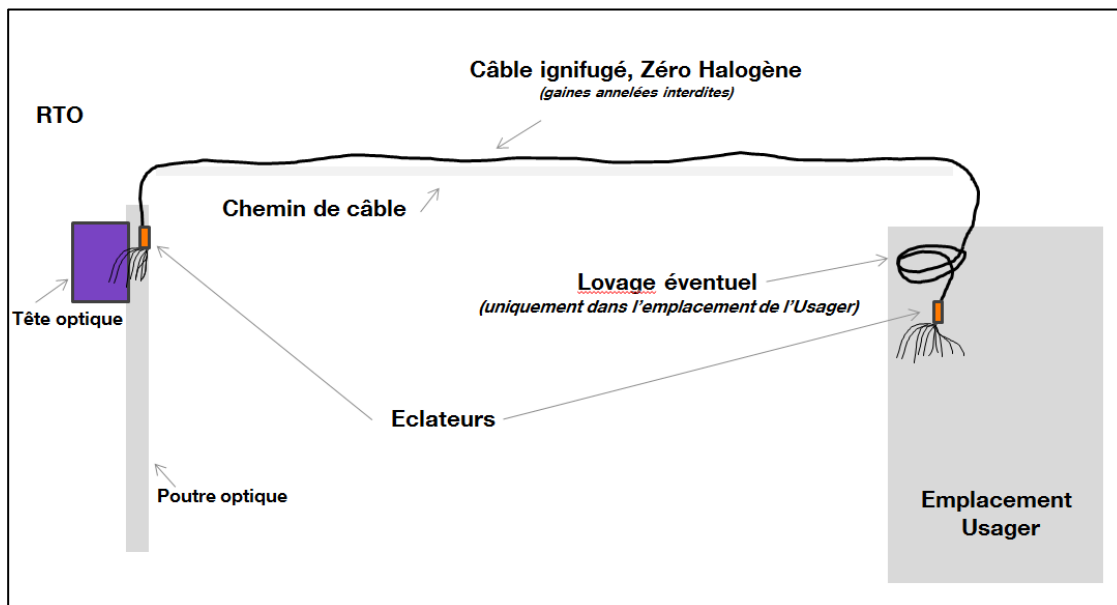 Câble ignifugé, Zéro Halogène
(gaines annelées interdites)
RTO
Chemin de câble
Lovage éventuel
(uniquement dans l'emplacement de l'Usager)
Tête optique
Eclateurs
Poutre optique
Emplacement
Usager